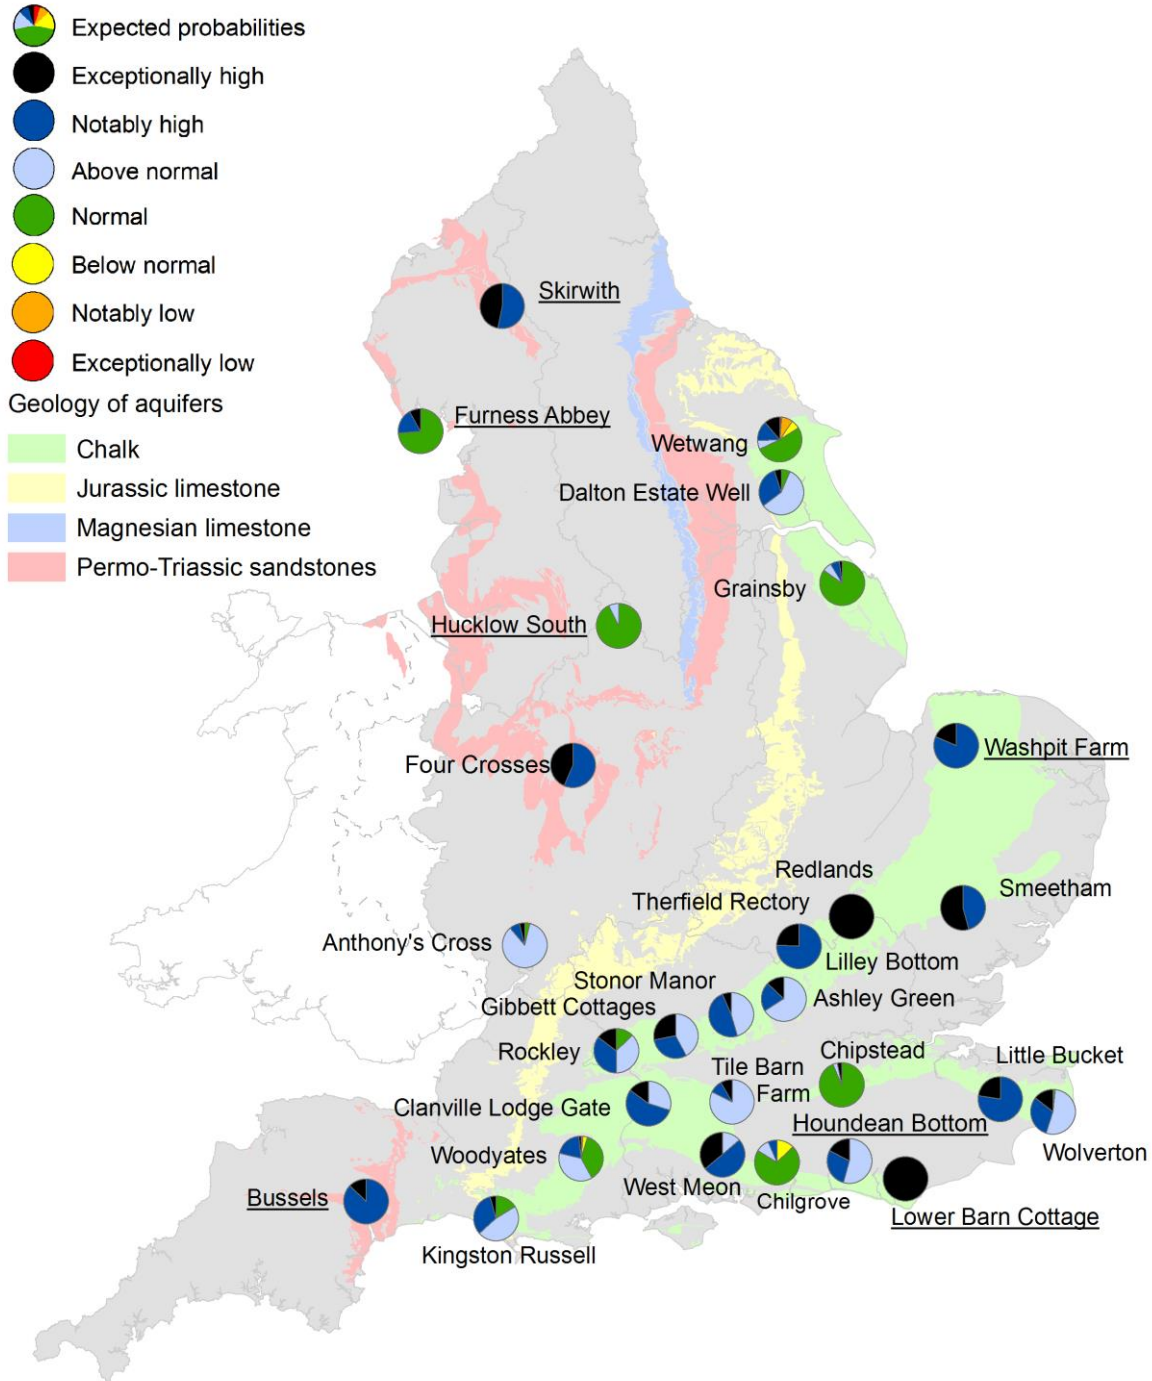 Expected probabilities
Exceptionally high
Notably high
Above normal
Normal
Below normal
Notably low
Exceptionally low
Geology of aquifers
Chalk
Jurassic limestone
Magnesian limestone
Permo-Triassic sandstones
Skirwith
Furness Abbey
Wetwang
Dalton Estate Well
Grainsby
Hucklow South
Washpit Farm
Four Crosses
Redlands
Smeetham
Therfield Rectory
Anthony's Cross
Lilley Bottom
Stonor Manor
Ashley Green
Gibbett Cottages
Rockley
Chipstead
Little Bucket
Tile Barn
Farm
Clanville Lodge Gate
Houndean Bottom
Wolverton
Woodyates
West Meon
Chilgrove
Bussels
Lower Barn Cottage
Kingston Russell